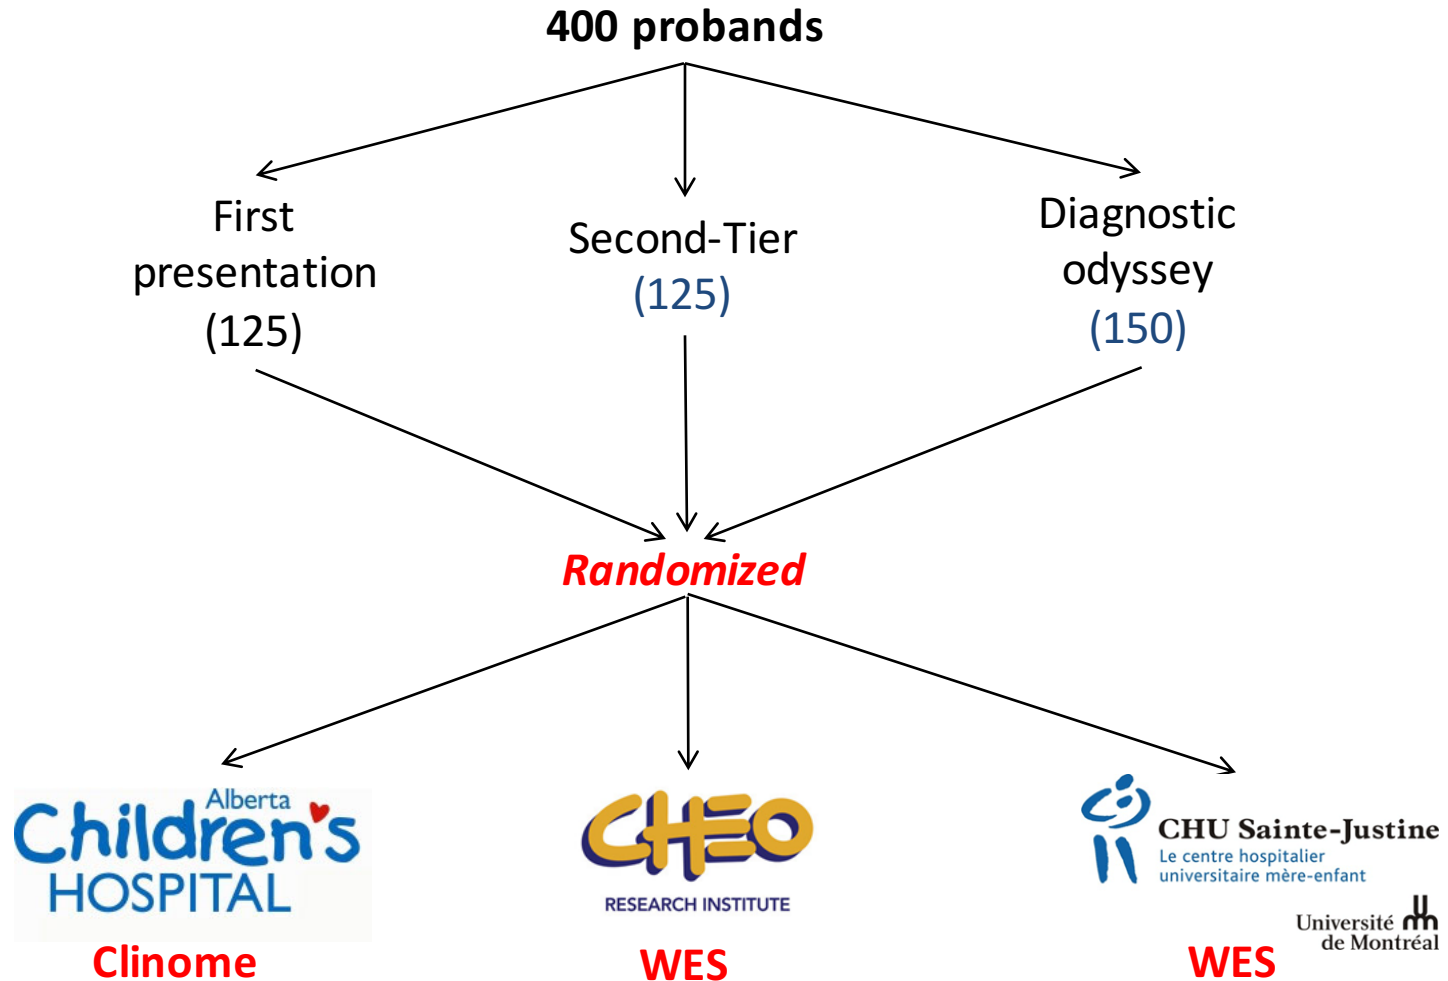 400 probands
First
presentation
(125)
Second-Tier
(125)
Diagnostic
odyssey
(150)
Randomized
Alberta
Children's
HOSPITAL
Clinome
CHEO
RESEARCH INSTITUTE
WES
CHU Sainte-Justine
Le centre hospitalier
universitaire mère-enfant
Université
de Montréal
WES